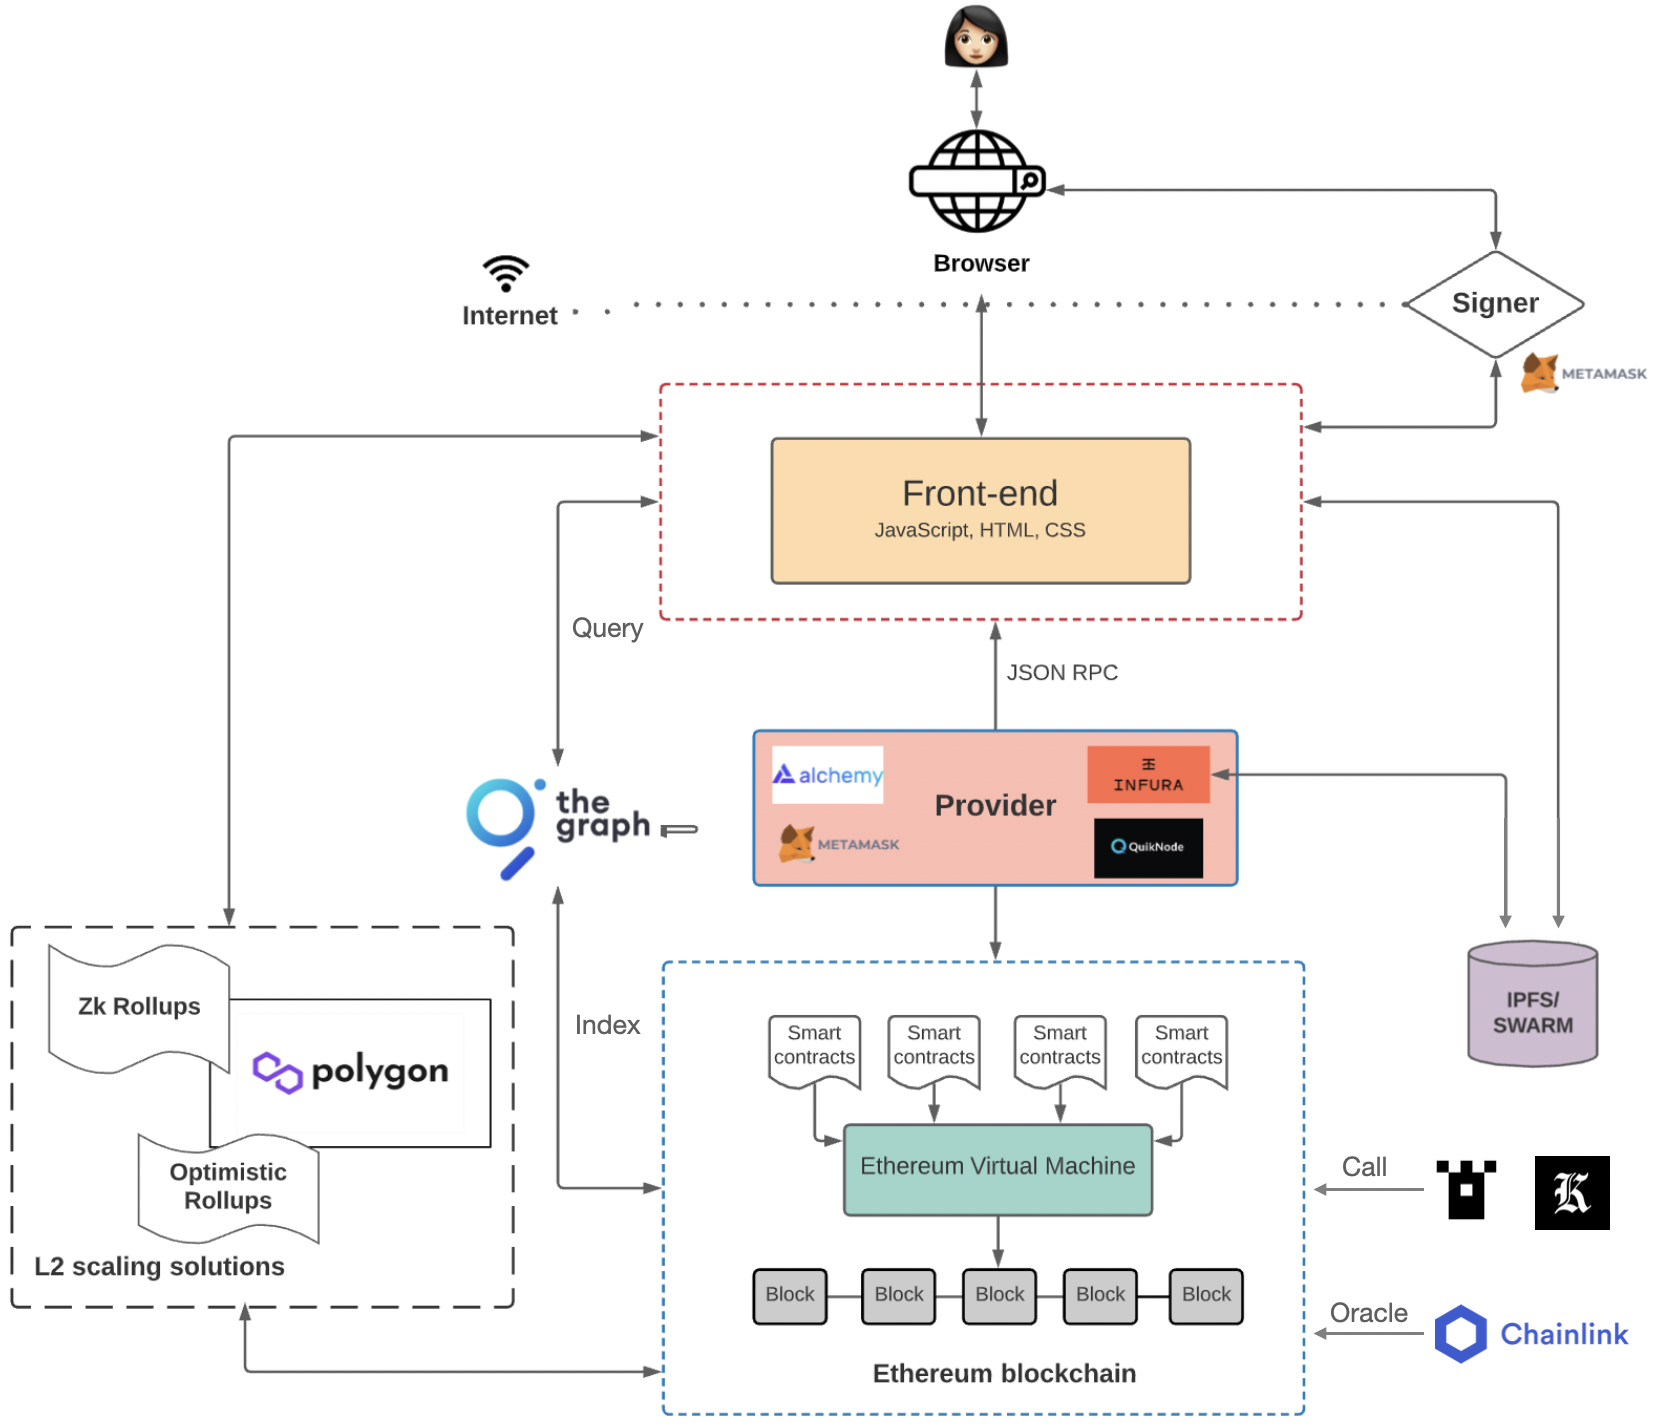 Browser
Internet
Signer
METAMASK
Front-end
JavaScript, HTML, CSS
Query
JSON RPC
alchemy
INFURA
Provider
METAMASK
QuikNode
the
graph
Zk Rollups
polygon
Optimistic
Rollups
L2 scaling solutions
Index
Smart
contracts
Smart
contracts
Smart
contracts
Smart
contracts
Ethereum Virtual Machine
Block
Block
Block
Block
Block
Ethereum blockchain
IPFS/
SWARM
Call
K
Oracle
Chainlink